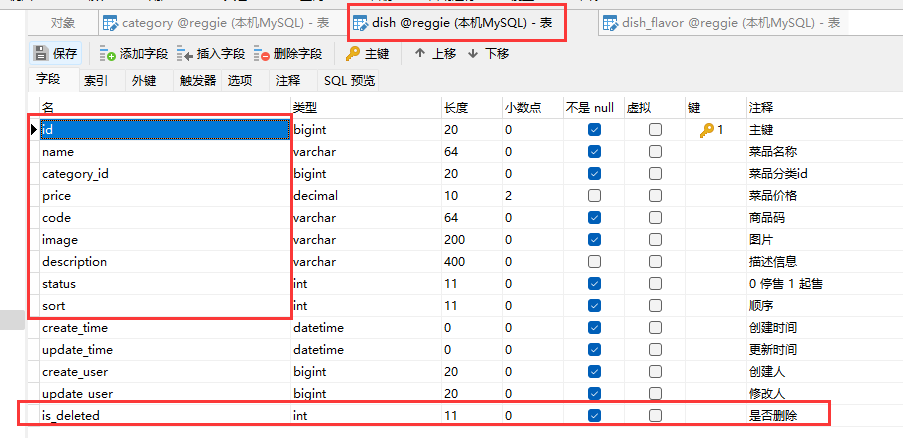 对象 category @reggie (本机MySQL) - 表 dish @reggie (本机MySQL) - 表 dish_flavor @reggie (本机MySQL) - 表
保存 添加字段 插入字段 删除字段 主键 上移 下移
字段 索引 外键 触发器 选项 注释 SQL 预览
名 类型 长度 小数点 不是 null 虚拟 键 注释
id bigint 20 0 1 主键
name varchar 64 0 菜品名称
category_id bigint 20 0 菜品分类id
price decimal 10 2 菜品价格
code varchar 64 0 商品码
image varchar 200 0 图片
description varchar 400 0 描述信息
status int 11 0 0 停售 1 起售
sort int 11 0 顺序
create_time datetime 0 0 创建时间
update_time datetime 0 0 更新时间
create_user bigint 20 0 创建人
update_user bigint 20 0 修改人
is_deleted int 11 0 是否删除